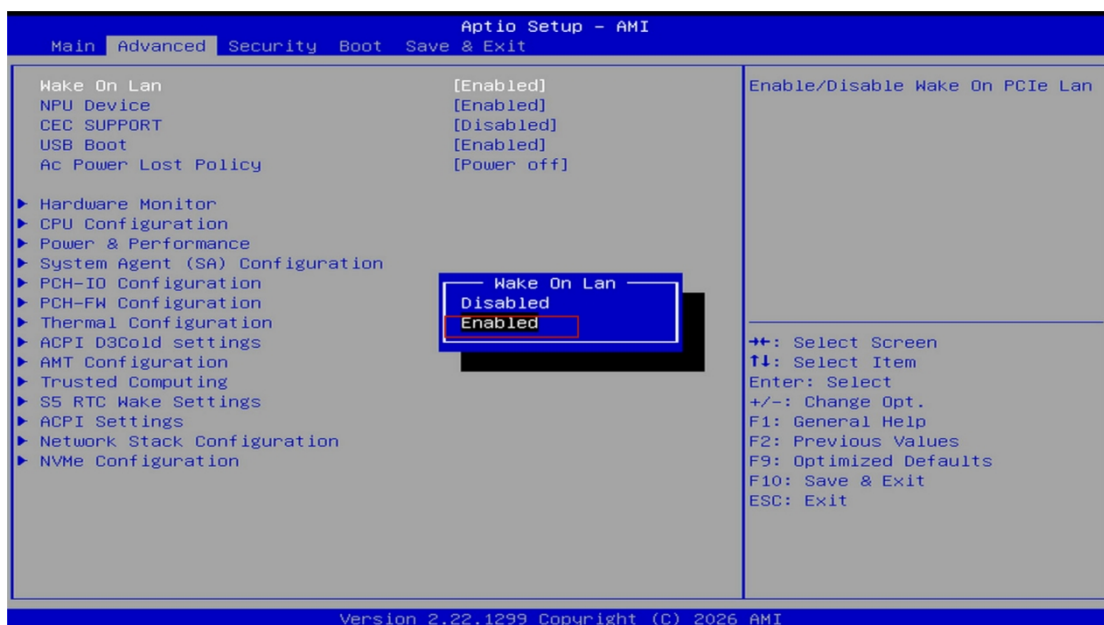 Aptio Setup – AMI
Main Advanced Security Boot Save & Exit
Wake On Lan [Enabled]
NPU Device [Enabled]
CEC SUPPORT [Disabled]
USB Boot [Enabled]
Ac Power Lost Policy [Power off]
Hardware Monitor
CPU Configuration
Power & Performance
System Agent (SA) Configuration
PCH-IO Configuration
PCH-FW Configuration
Thermal Configuration
ACPI D3Cold settings
AMT Configuration
Trusted Computing
S5 RTC Wake Settings
ACPI Settings
Network Stack Configuration
NVMe Configuration
Wake On Lan
Disabled
Enabled
Enable/Disable Wake On PCIe Lan
→←: Select Screen
↑↓: Select Item
Enter: Select
+/-: Change Opt.
F1: General Help
F2: Previous Values
F9: Optimized Defaults
F10: Save & Exit
ESC: Exit
Version 2.22.1299 Copyright (C) 2026 AMI